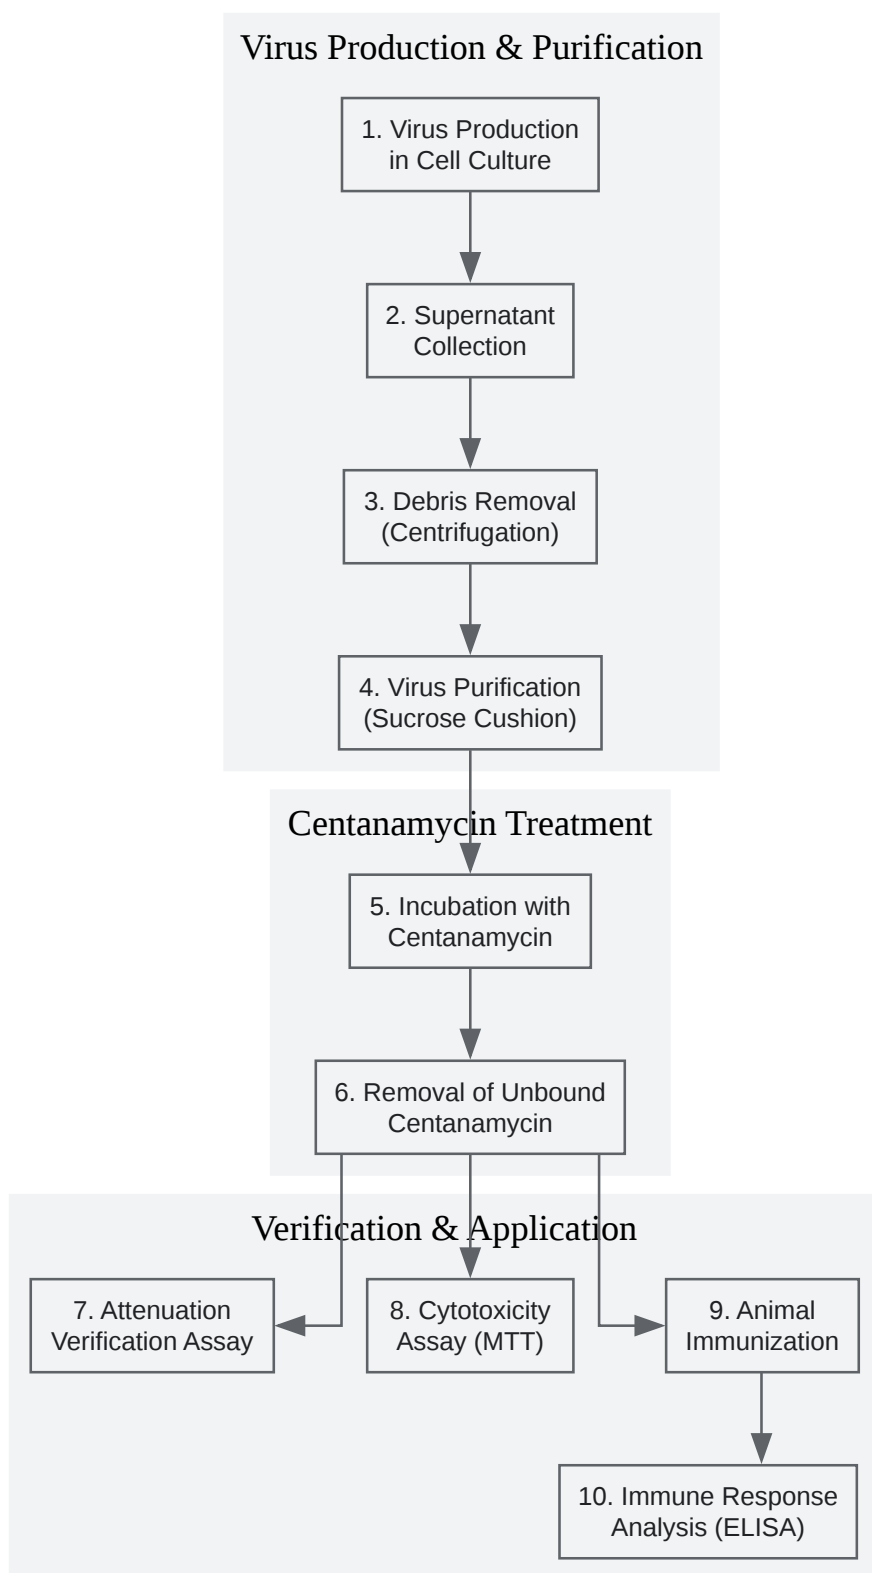 Virus Production & Purification
1. Virus Production
in Cell Culture
2. Supernatant
Collection
3. Debris Removal
(Centrifugation)
4. Virus Purification
(Sucrose Cushion)
Centanamycin Treatment
5. Incubation with
Centanamycin
6. Removal of Unbound
Centanamycin
Verification & Application
7. Attenuation
Verification Assay
8. Cytotoxicity
Assay (MTT)
9. Animal
Immunization
10. Immune Response
Analysis (ELISA)